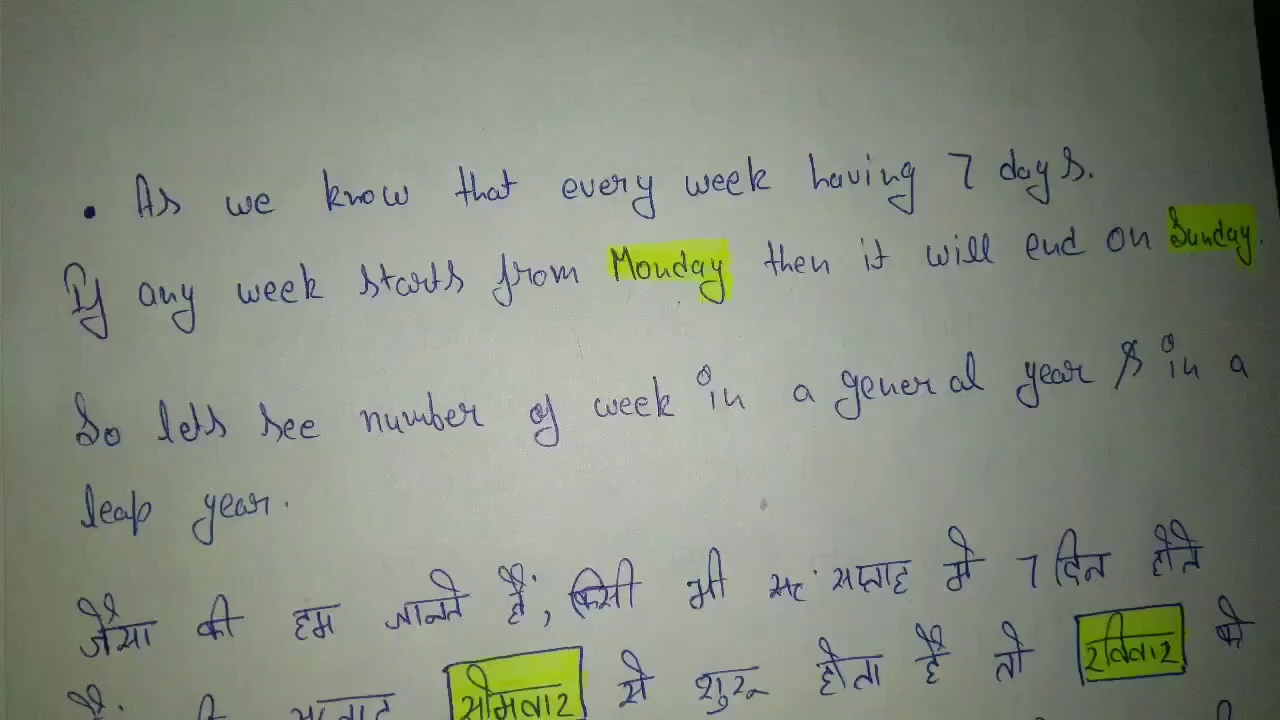 • As we know that every week having 7 days.
If any week starts from Monday then it will end on Sunday.
So lets see number of week in a general year & in a
leap year.
जैसा की हम जानते हैं, किसी भी सप्ताह मे 7 दिन होते
सोमवार से शुरू होता है तो रविवार को